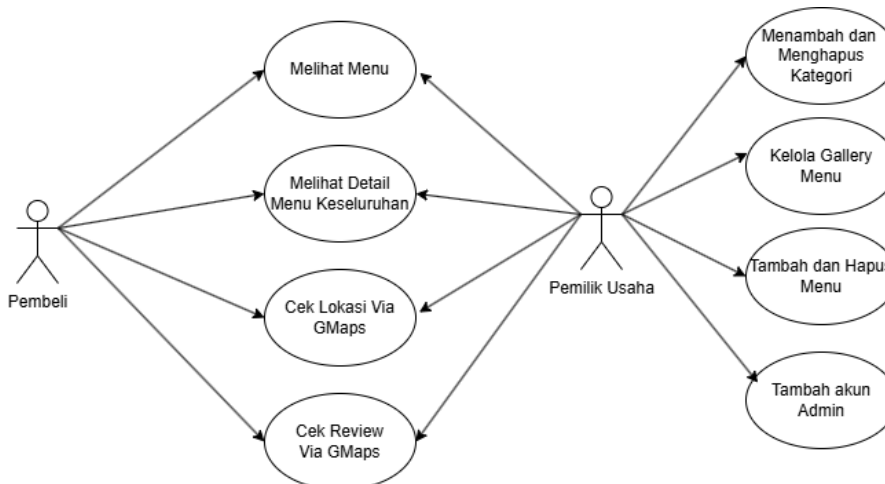 Melihat Menu
Melihat Detail
Menu Keseluruhan
Cek Lokasi Via
GMaps
Cek Review
Via GMaps
Pembeli
Pemilik Usaha
Menambah dan
Menghapus
Kategori
Kelola Gallery
Menu
Tambah dan Hapus
Menu
Tambah akun
Admin